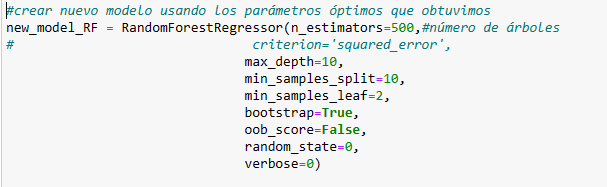 #crear nuevo modelo usando los parámetros óptimos que obtuvimos
new_model_RF = RandomForestRegressor(n_estimators=500,#número de árboles
#                               criterion='squared_error',
                              max_depth=10,
                              min_samples_split=10,
                              min_samples_leaf=2,
                              bootstrap=True,
                              oob_score=False,
                              random_state=0,
                              verbose=0)